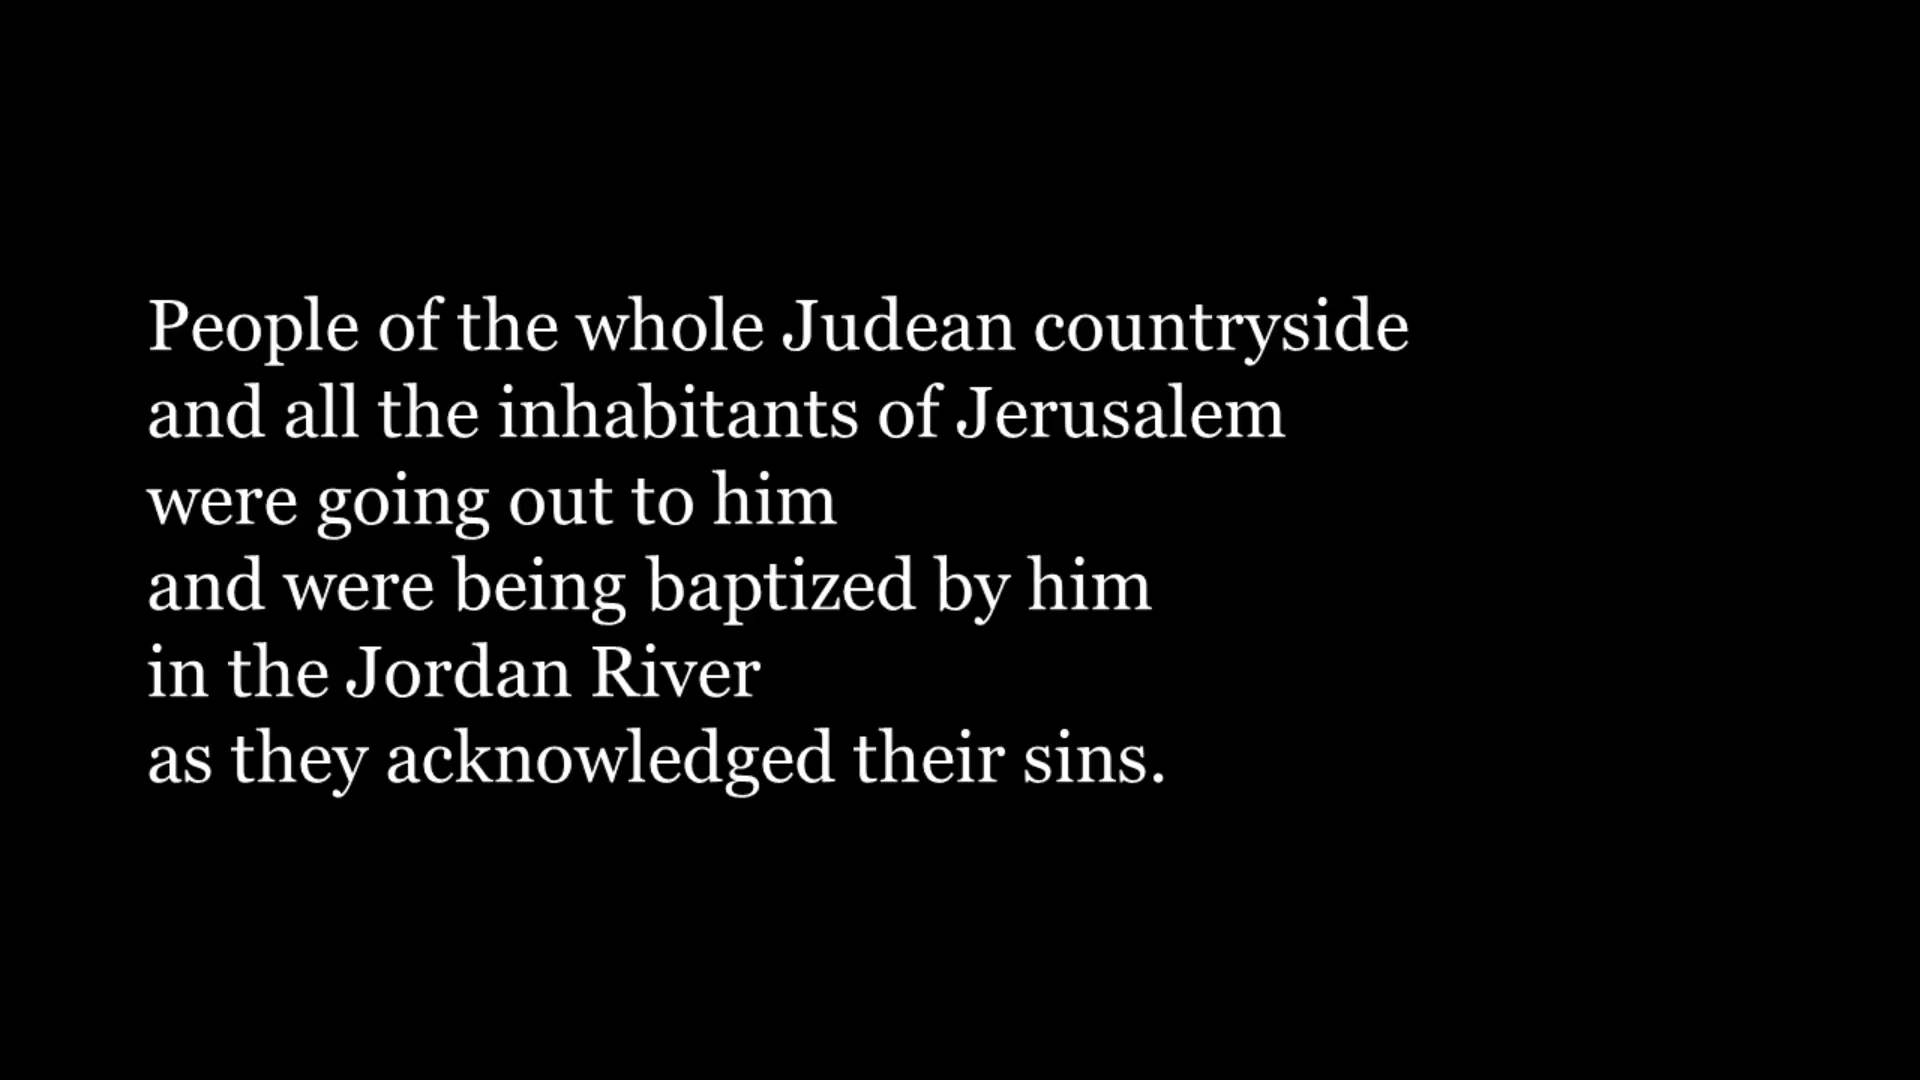 People of the whole Judean countryside
and all the inhabitants of Jerusalem
were going out to him
and were being baptized by him
in the Jordan River
as they acknowledged their sins.